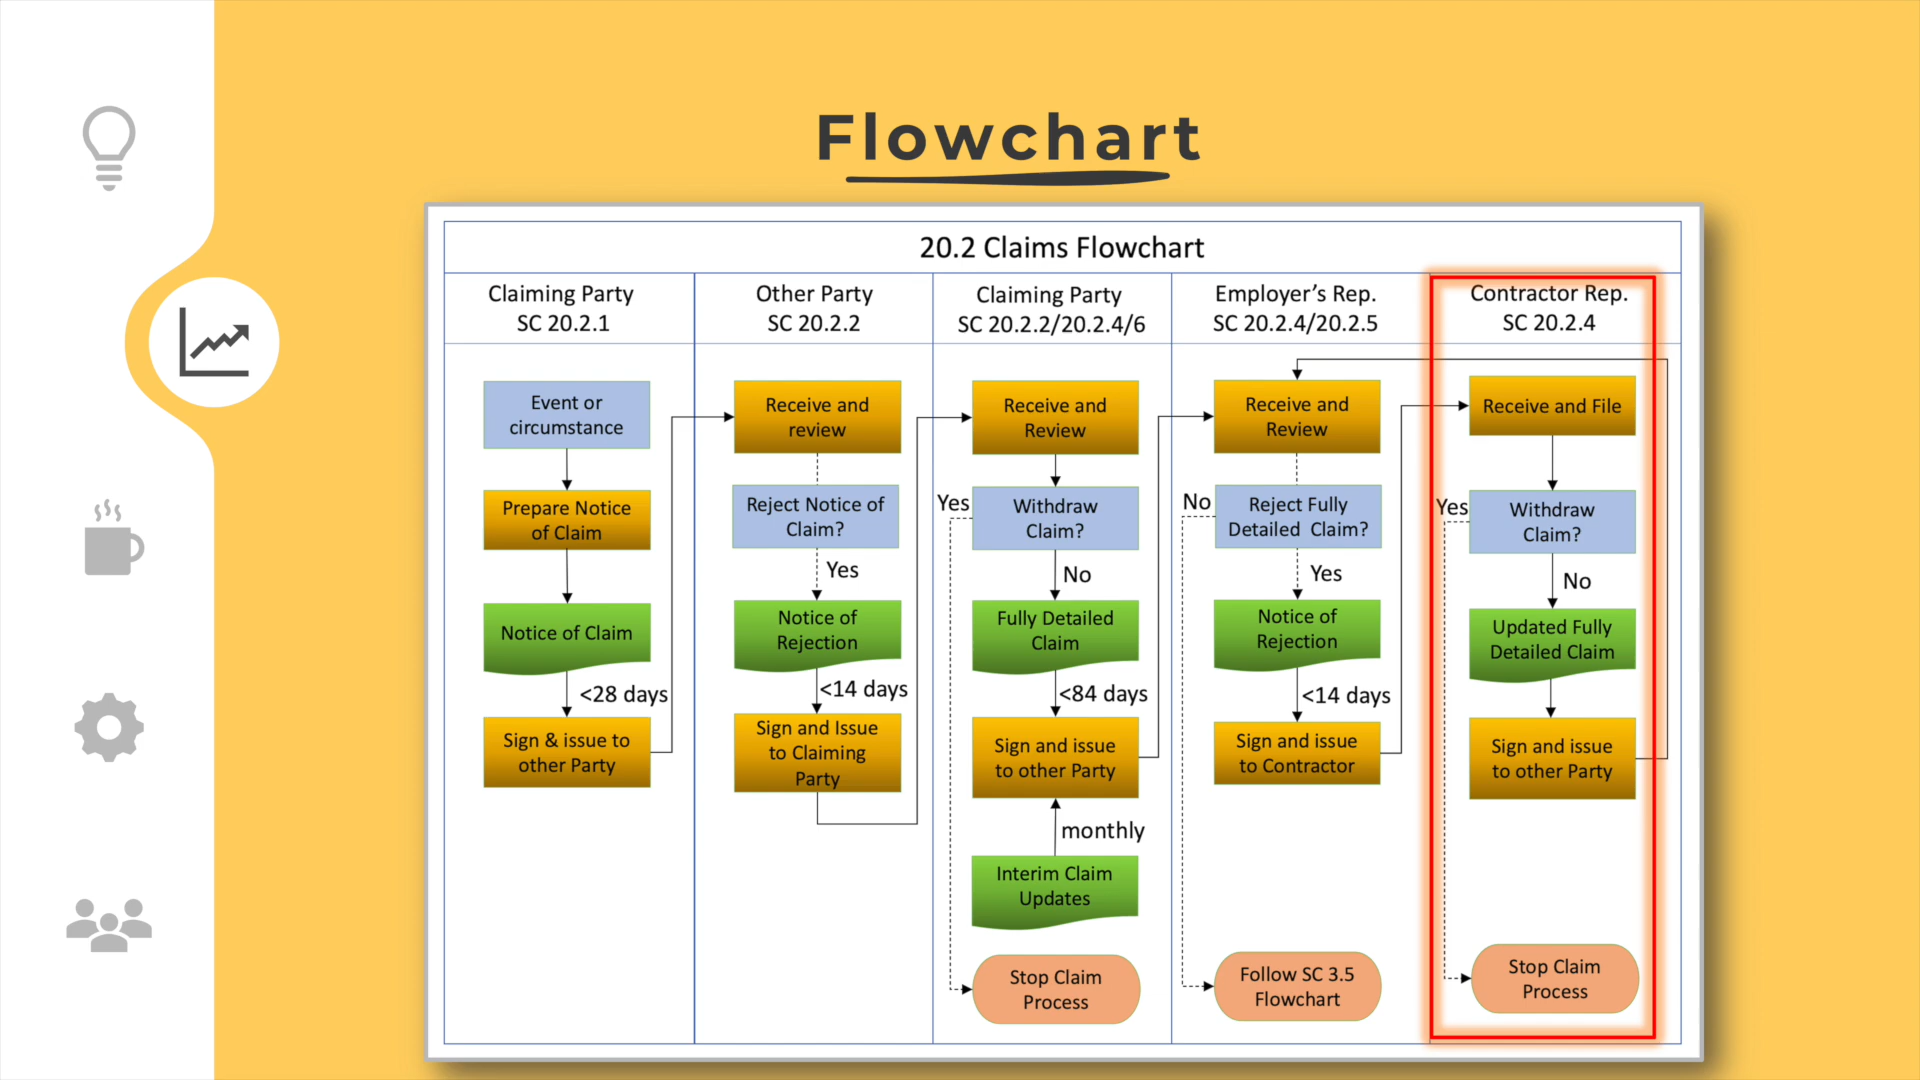 Flowchart
20.2 Claims Flowchart
Claiming Party
SC 20.2.1
Event or
circumstance
Prepare Notice
of Claim
Notice of Claim
<28 days
Sign & issue to
other Party
Other Party
SC 20.2.2
Receive and
review
Reject Notice of
Claim?
Yes
Notice of
Rejection
<14 days
Sign and Issue
to Claiming
Party
Claiming Party
SC 20.2.2/20.2.4/6
Receive and
Review
Yes
Withdraw
Claim?
No
Fully Detailed
Claim
<84 days
Sign and issue
to other Party
monthly
Interim Claim
Updates
Stop Claim
Process
Employer’s Rep.
SC 20.2.4/20.2.5
Receive and
Review
No
Reject Fully
Detailed Claim?
Yes
Notice of
Rejection
<14 days
Sign and issue
to Contractor
Follow SC 3.5
Flowchart
Contractor Rep.
SC 20.2.4
Receive and File
Yes
Withdraw
Claim?
No
Updated Fully
Detailed Claim
Sign and issue
to other Party
Stop Claim
Process